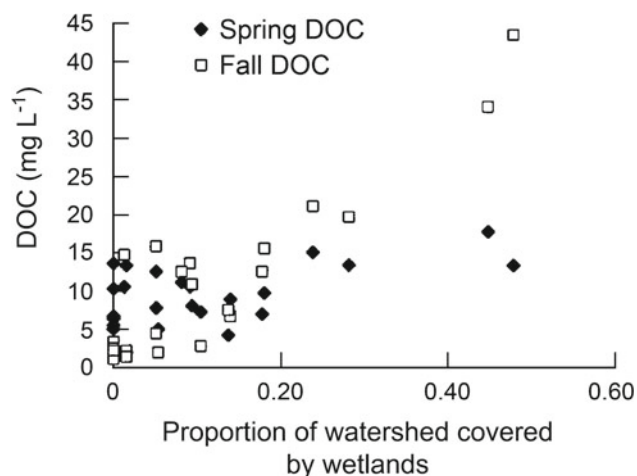 45
40
35
30
25
20
15
10
5
0
DOC (mg L⁻¹)
Spring DOC
Fall DOC
0
0.20
0.40
0.60
Proportion of watershed covered
by wetlands